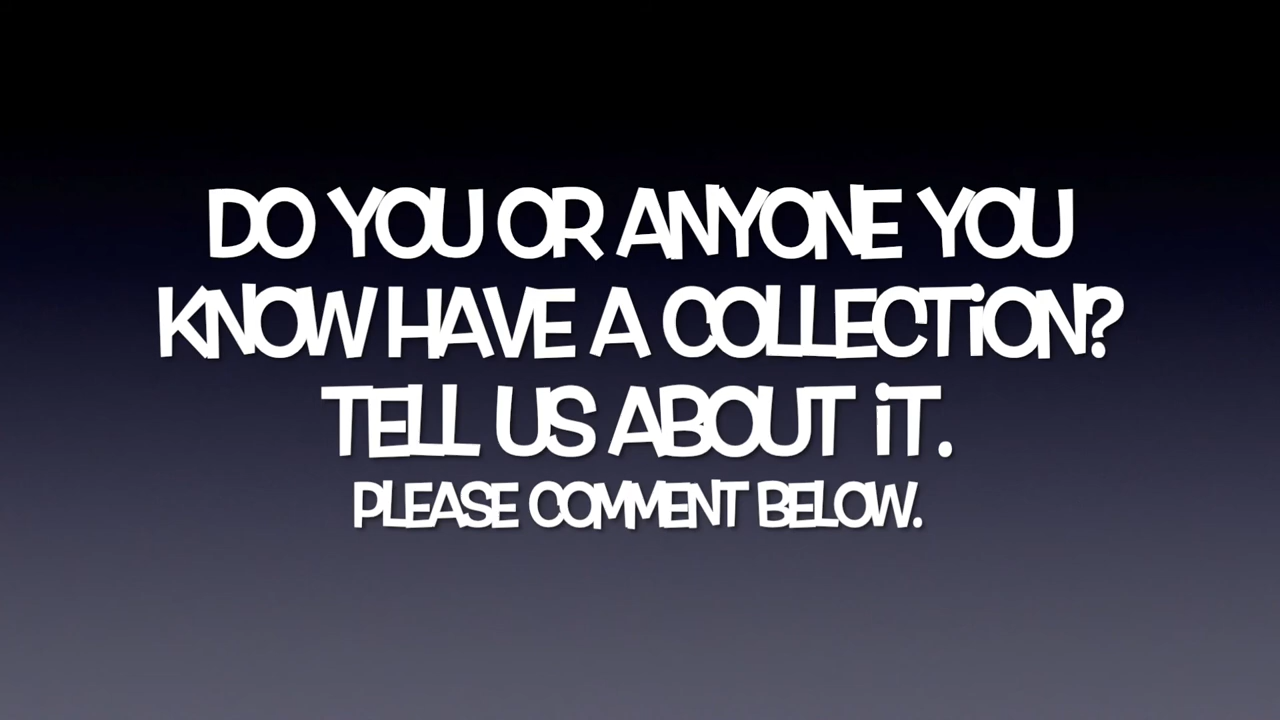 DO YOU OR ANYONE YOU
KNOW HAVE A COLLECTiON?
TELL US ABOUT iT.
PLEASE COMMENT BELOW.